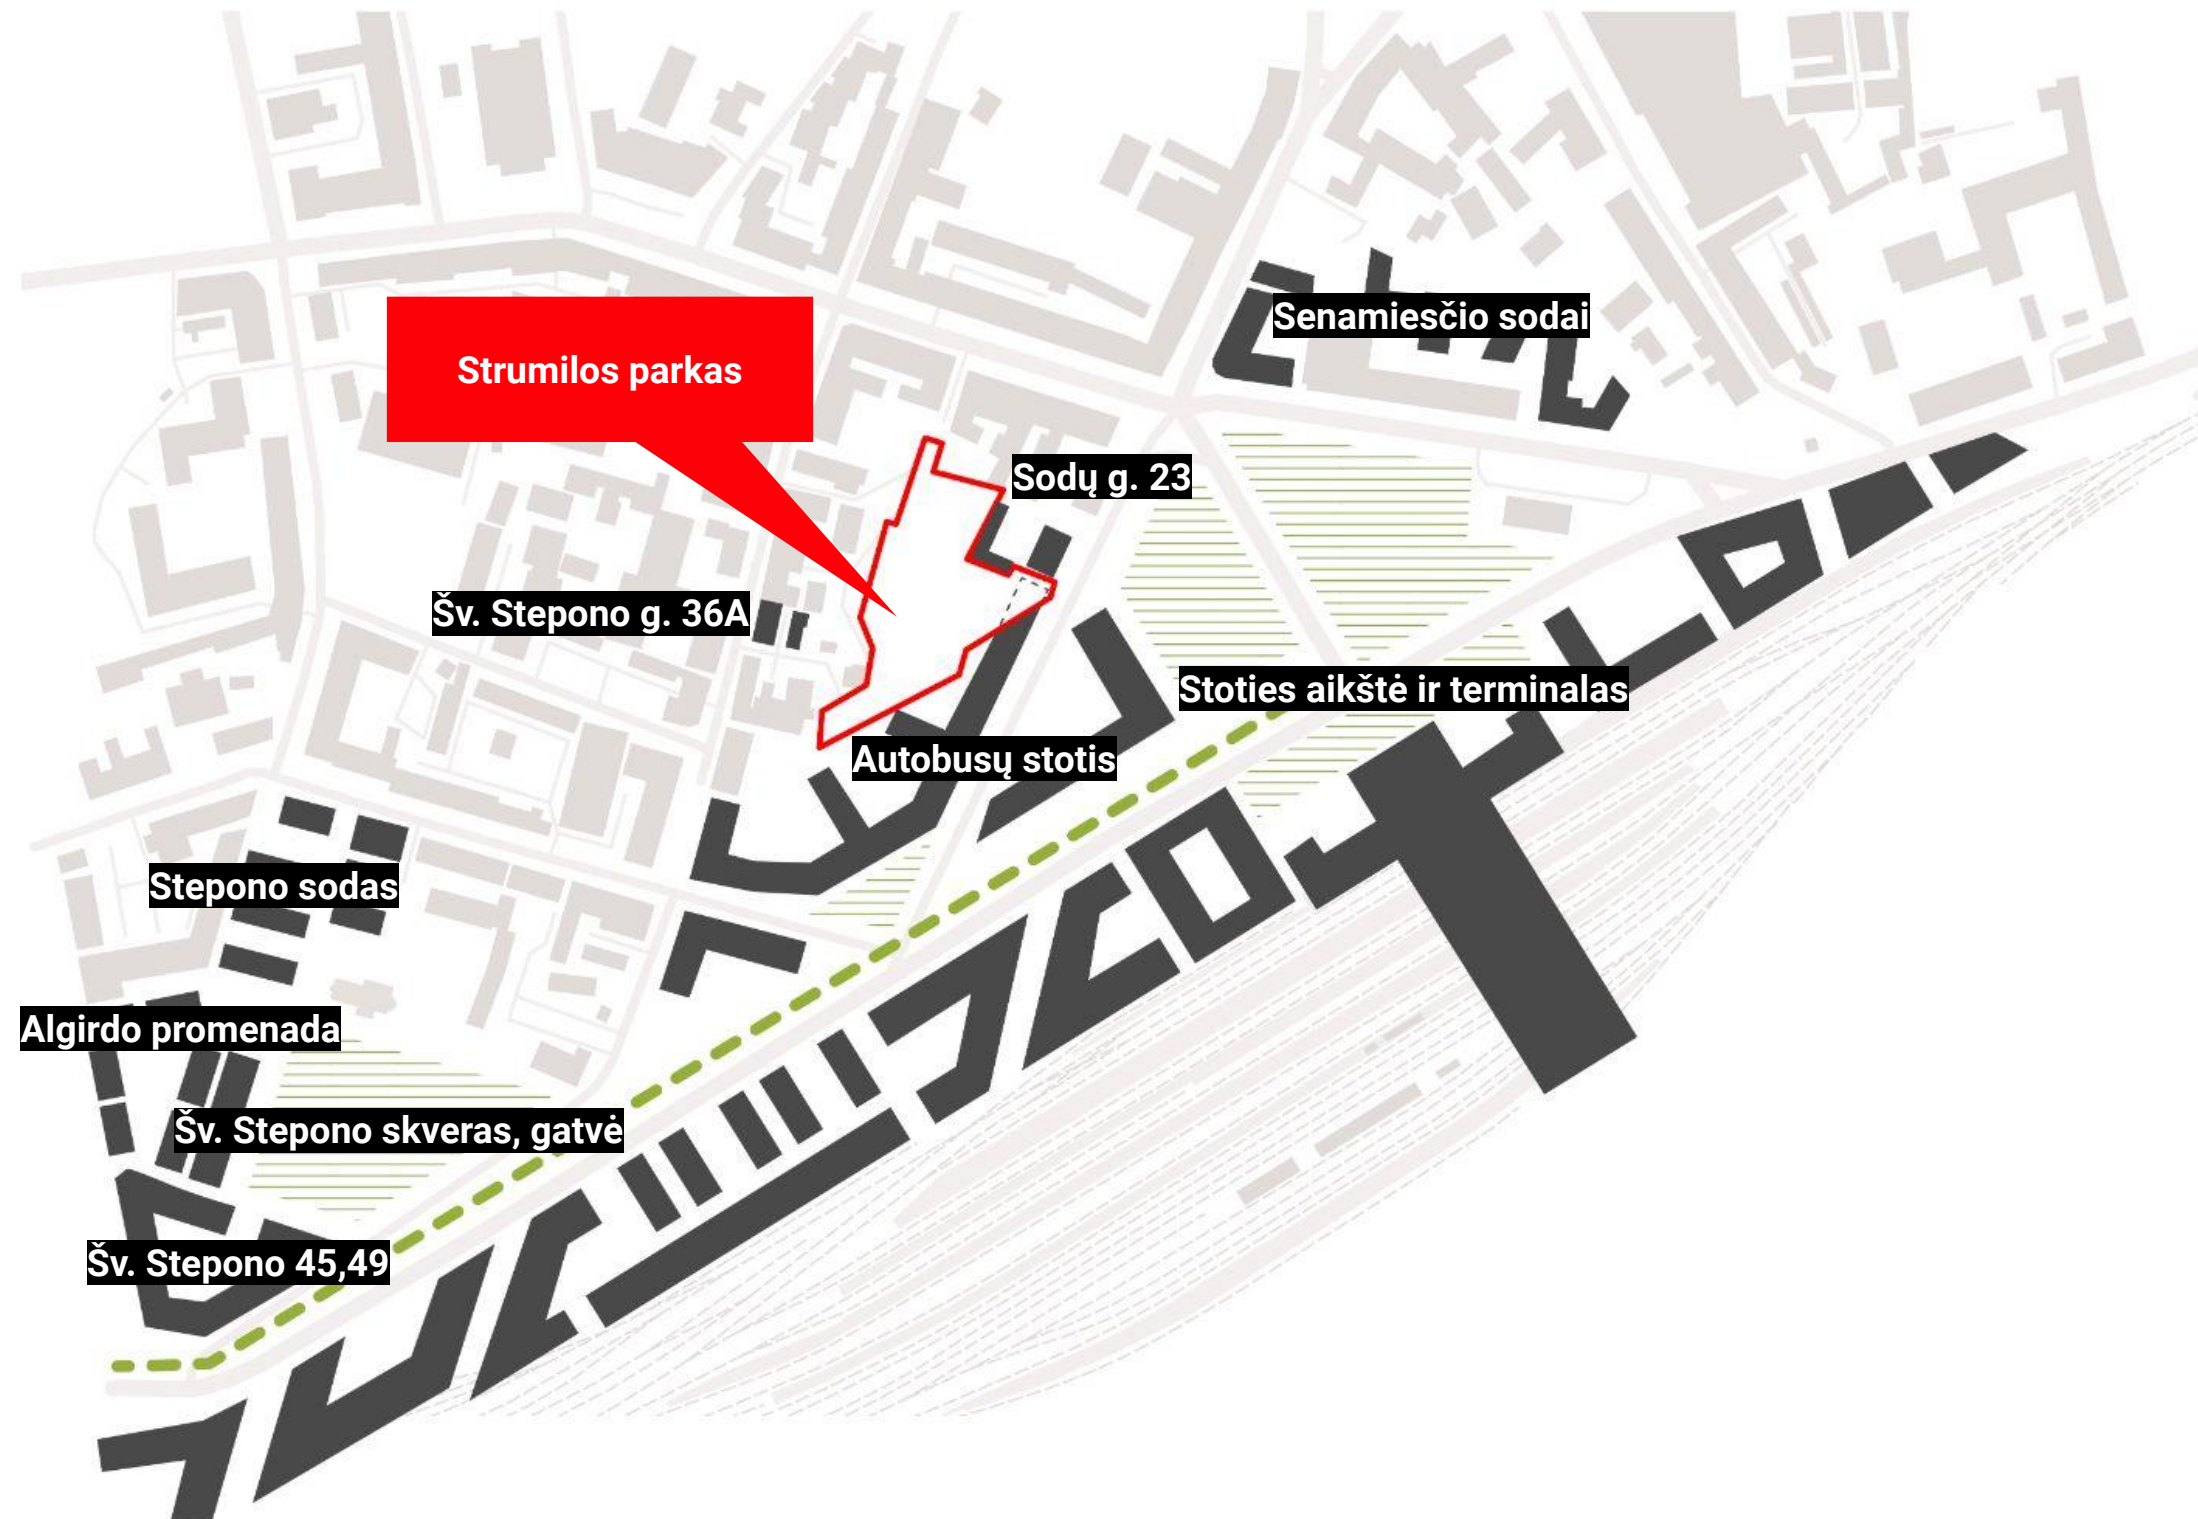 Senamiesčio sodai
Strumilos parkas
Sodų g. 23
Šv. Stepono g. 36A
Stoties aikštė ir terminalas
Autobusų stotis
Stepono sodas
Algirdo promenada
Šv. Stepono skveras, gatvė
Šv. Stepono 45,49